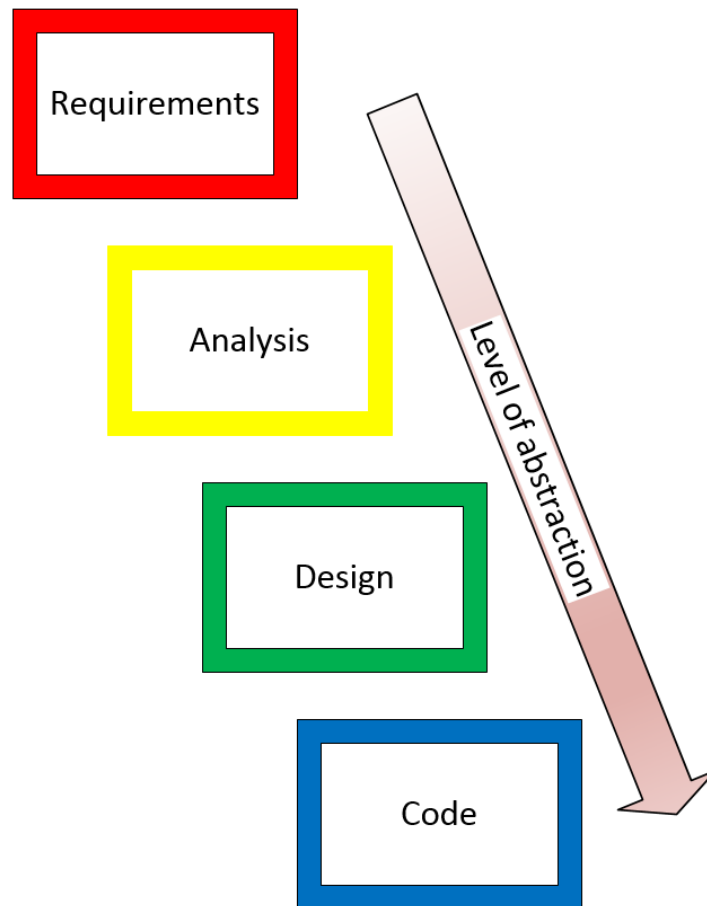 Requirements
Analysis
Level of abstraction
Design
Code